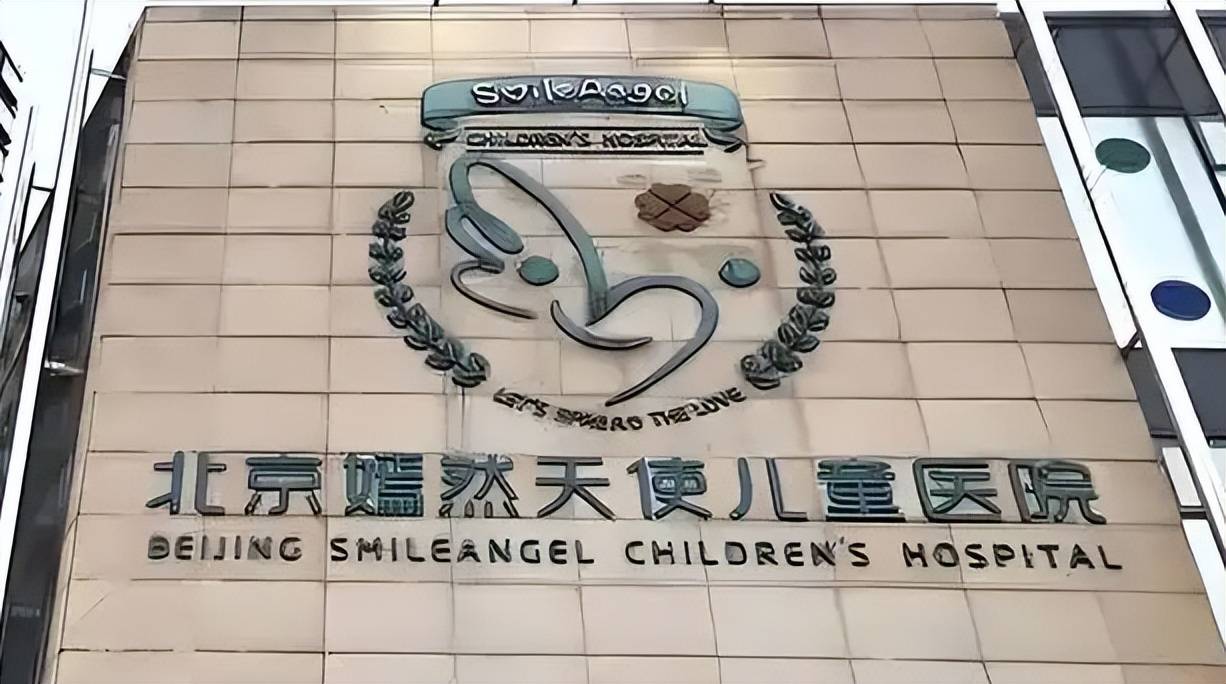 SmileAngel
CHILDREN'S HOSPITAL
LET'S SPREAD THE LOVE
北京嫣然天使儿童医院
BEIJING SMILEANGEL CHILDREN'S HOSPITAL